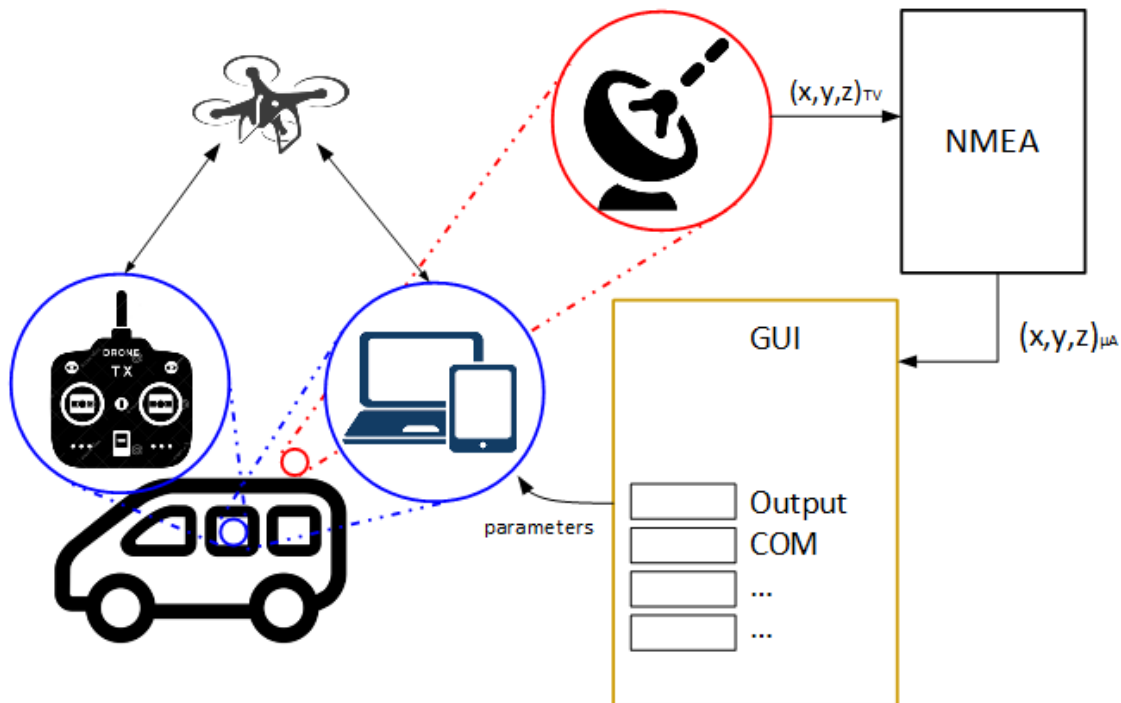 (x,y,z)TV
NMEA
(x,y,z)μA
GUI
DRONE
TX
Output
COM
...
...
parameters